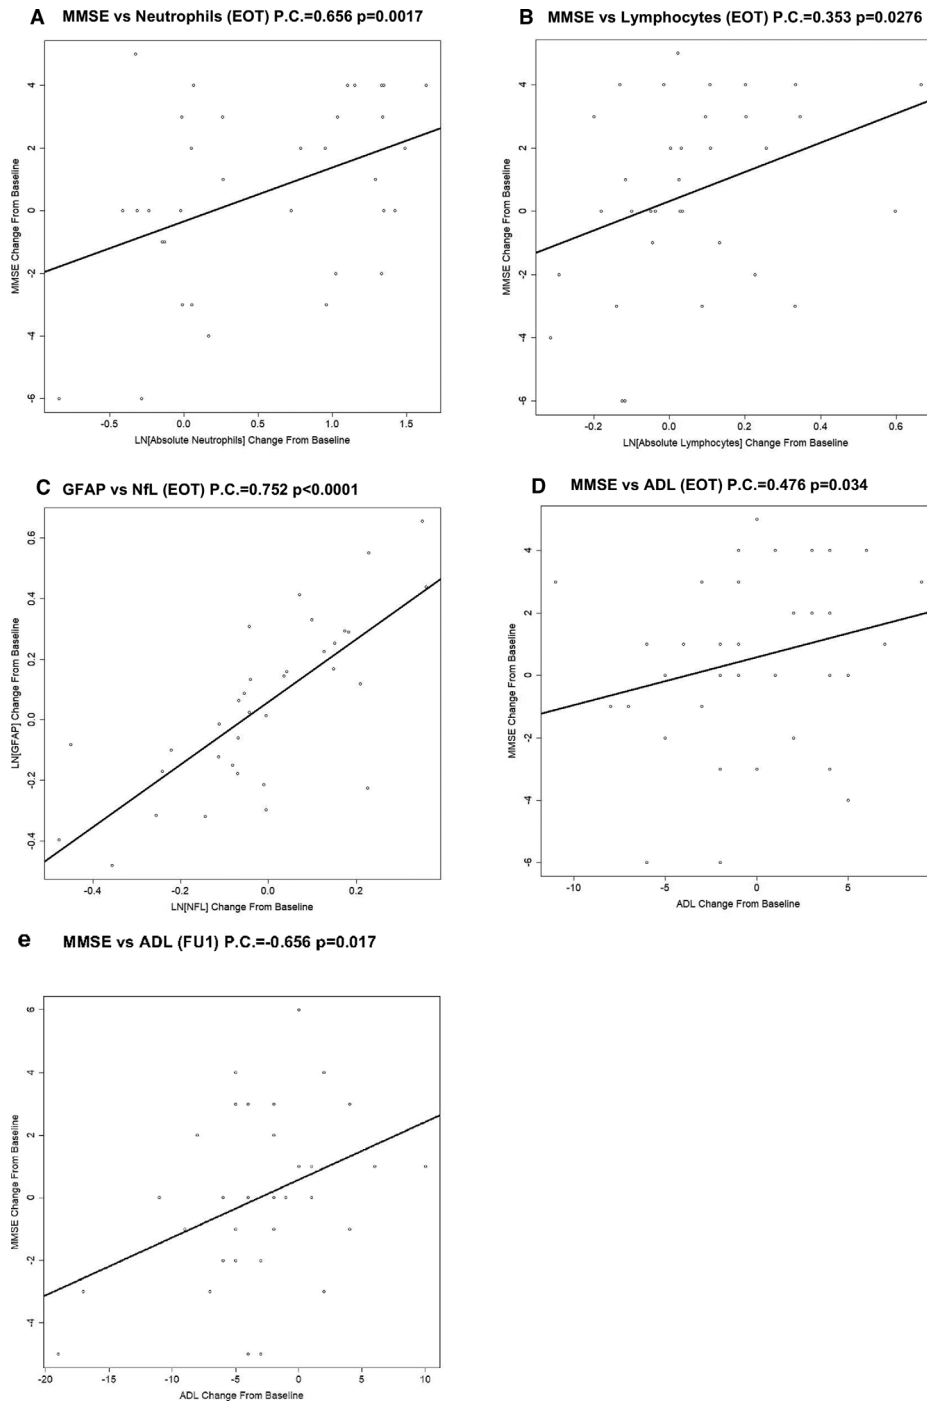 A MMSE vs Neutrophils (EOT) P.C.=0.656 p=0.0017
MMSE Change From Baseline
4
2
0
-2
-4
-6
-0.5 0.0 0.5 1.0 1.5
LN[Absolute Neutrophils] Change From Baseline
B MMSE vs Lymphocytes (EOT) P.C.=0.353 p=0.0276
MMSE Change From Baseline
4
2
0
-2
-4
-6
-0.2 0.0 0.2 0.4 0.6
LN[Absolute Lymphocytes] Change From Baseline
C GFAP vs NfL (EOT) P.C.=0.752 p<0.0001
LN[GFAP] Change From Baseline
0.6
0.4
0.2
0.0
-0.2
-0.4
-0.4 -0.2 0.0 0.2
LN[NFL] Change From Baseline
D MMSE vs ADL (EOT) P.C.=0.476 p=0.034
MMSE Change From Baseline
4
2
0
-2
-4
-6
-10 -5 0 5
ADL Change From Baseline
e MMSE vs ADL (FU1) P.C.=-0.656 p=0.017
MMSE Change From Baseline
6
4
2
0
-2
-4
-20 -15 -10 -5 0 5 10
ADL Change From Baseline